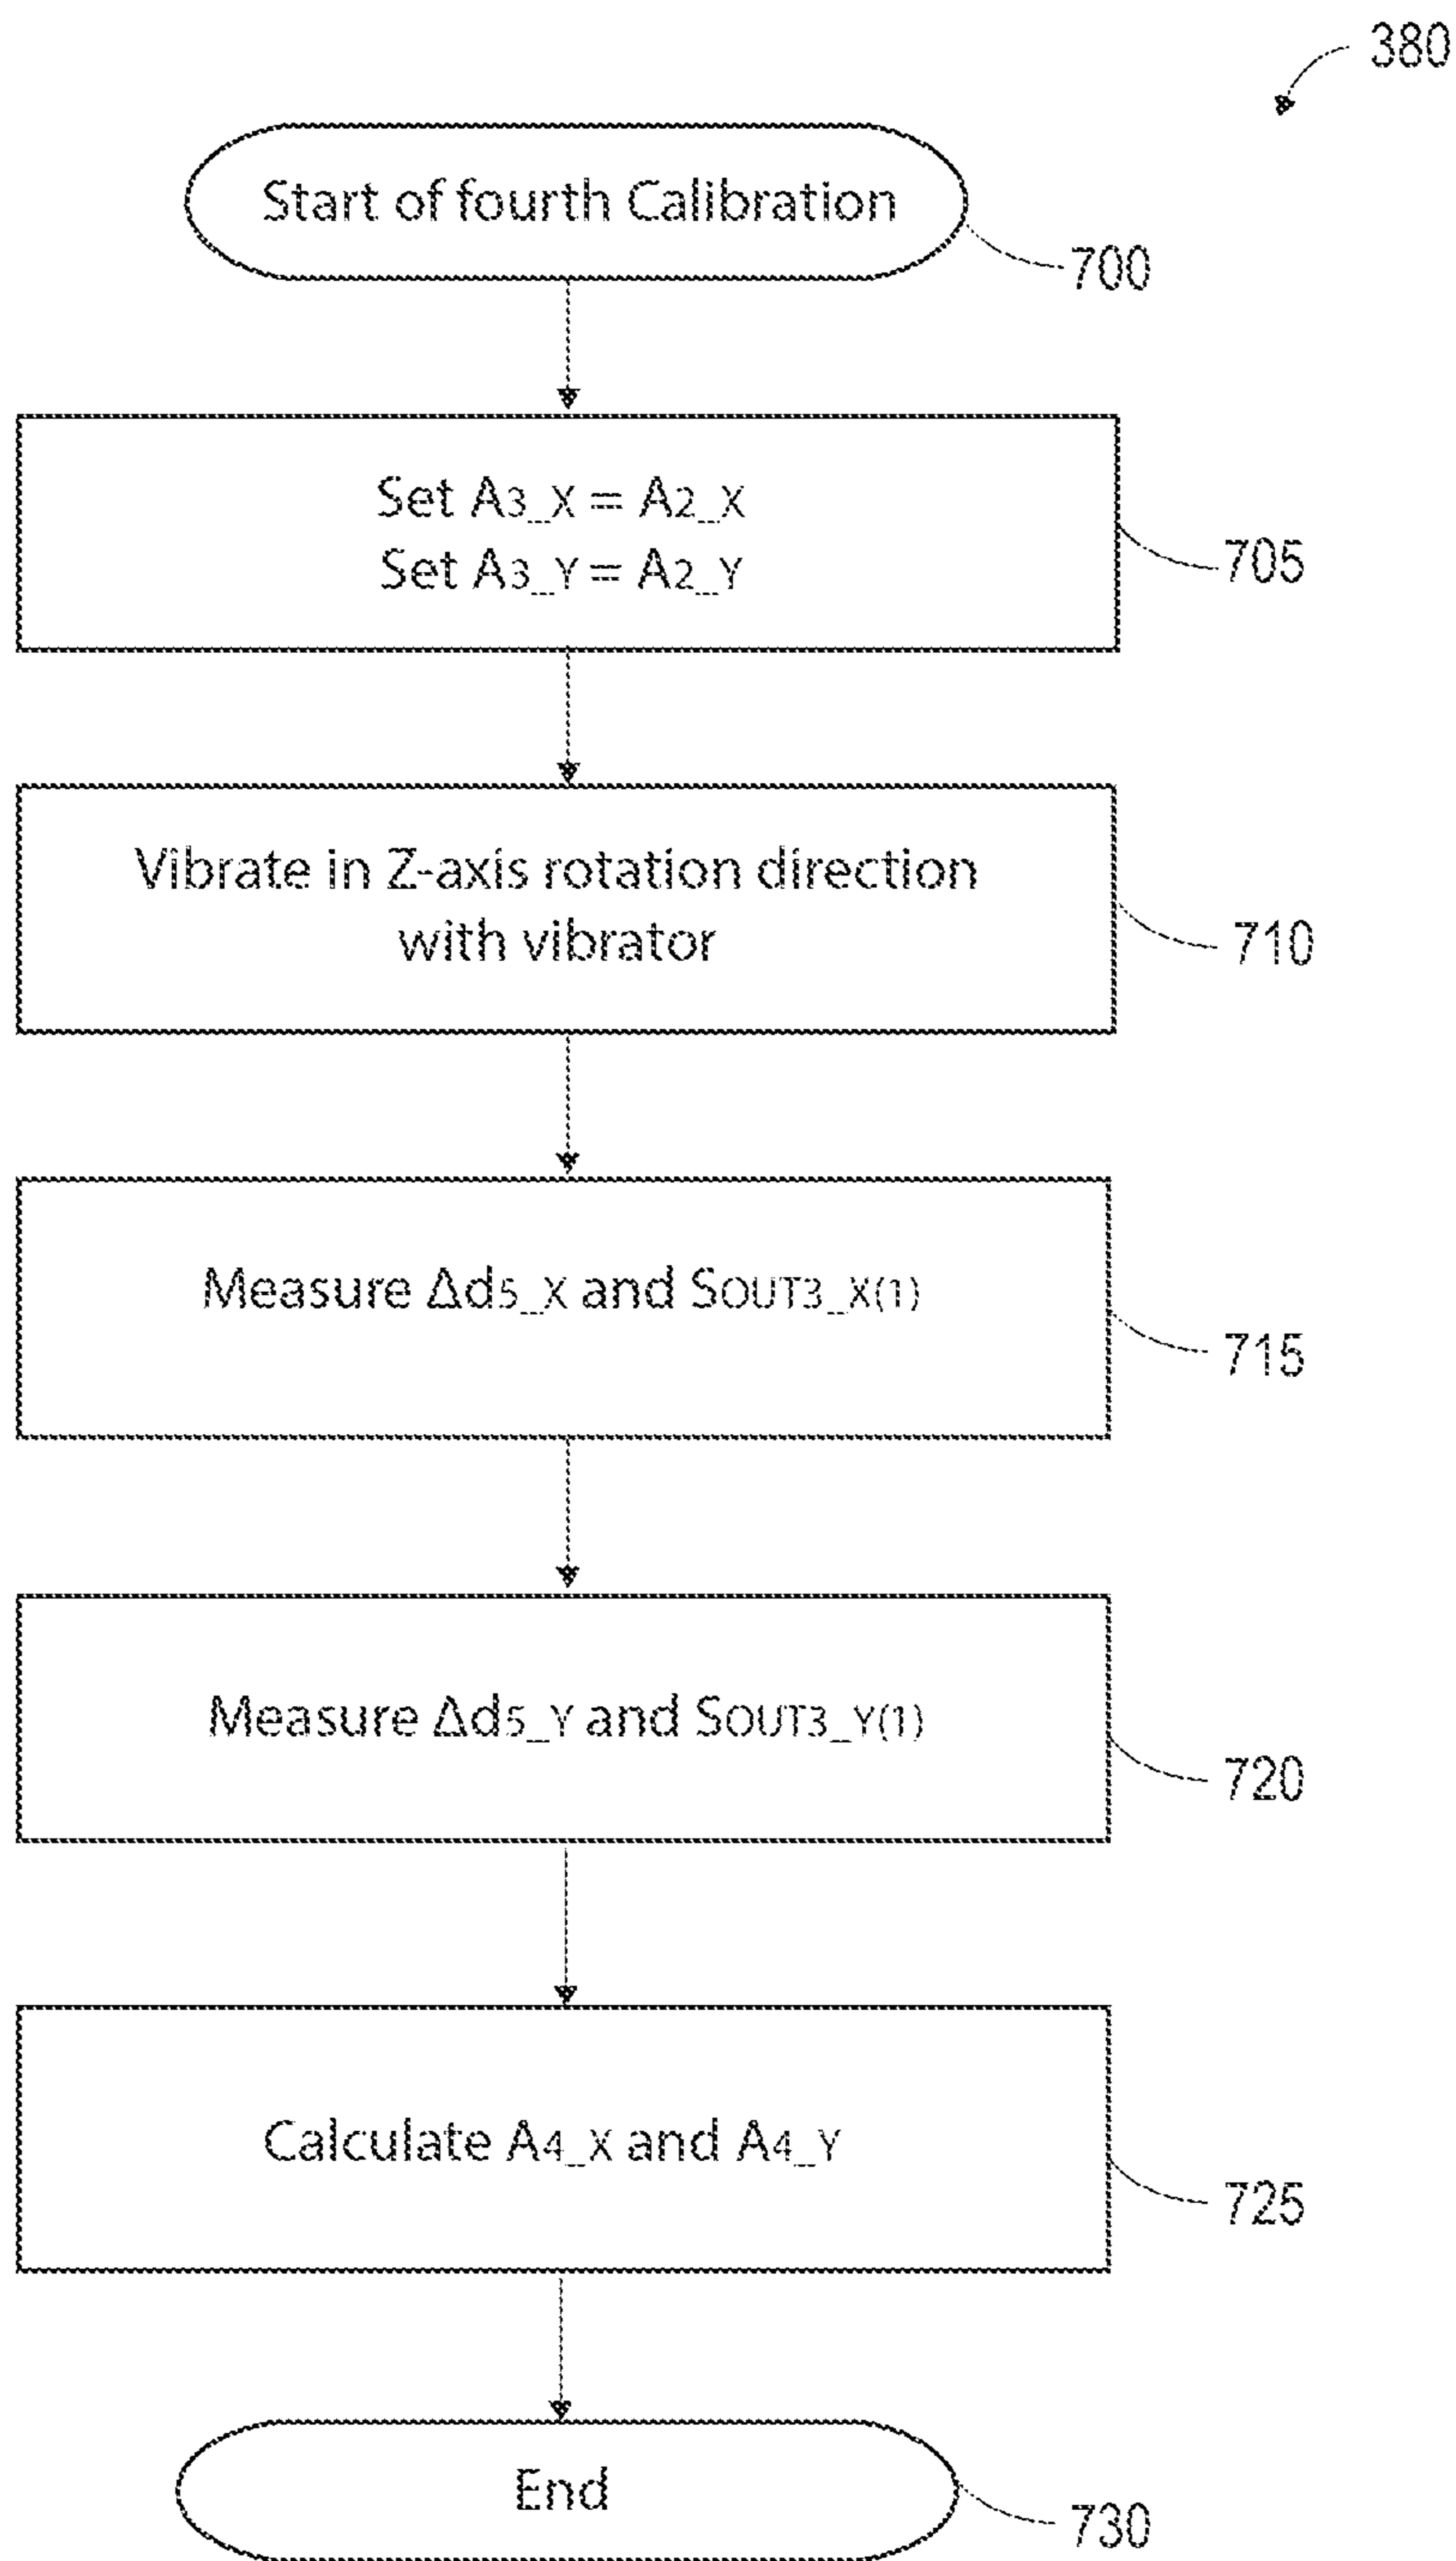 380
Start of fourth Calibration
700
Set A3_X = A2_X
Set A3_Y = A2_Y
705
Vibrate in Z-axis rotation direction
with vibrator
710
Measure Δd5_X and SOUT3_X(1)
715
Measure Δd5_Y and SOUT3_Y(1)
720
Calculate A4_X and A4_Y
725
End
730